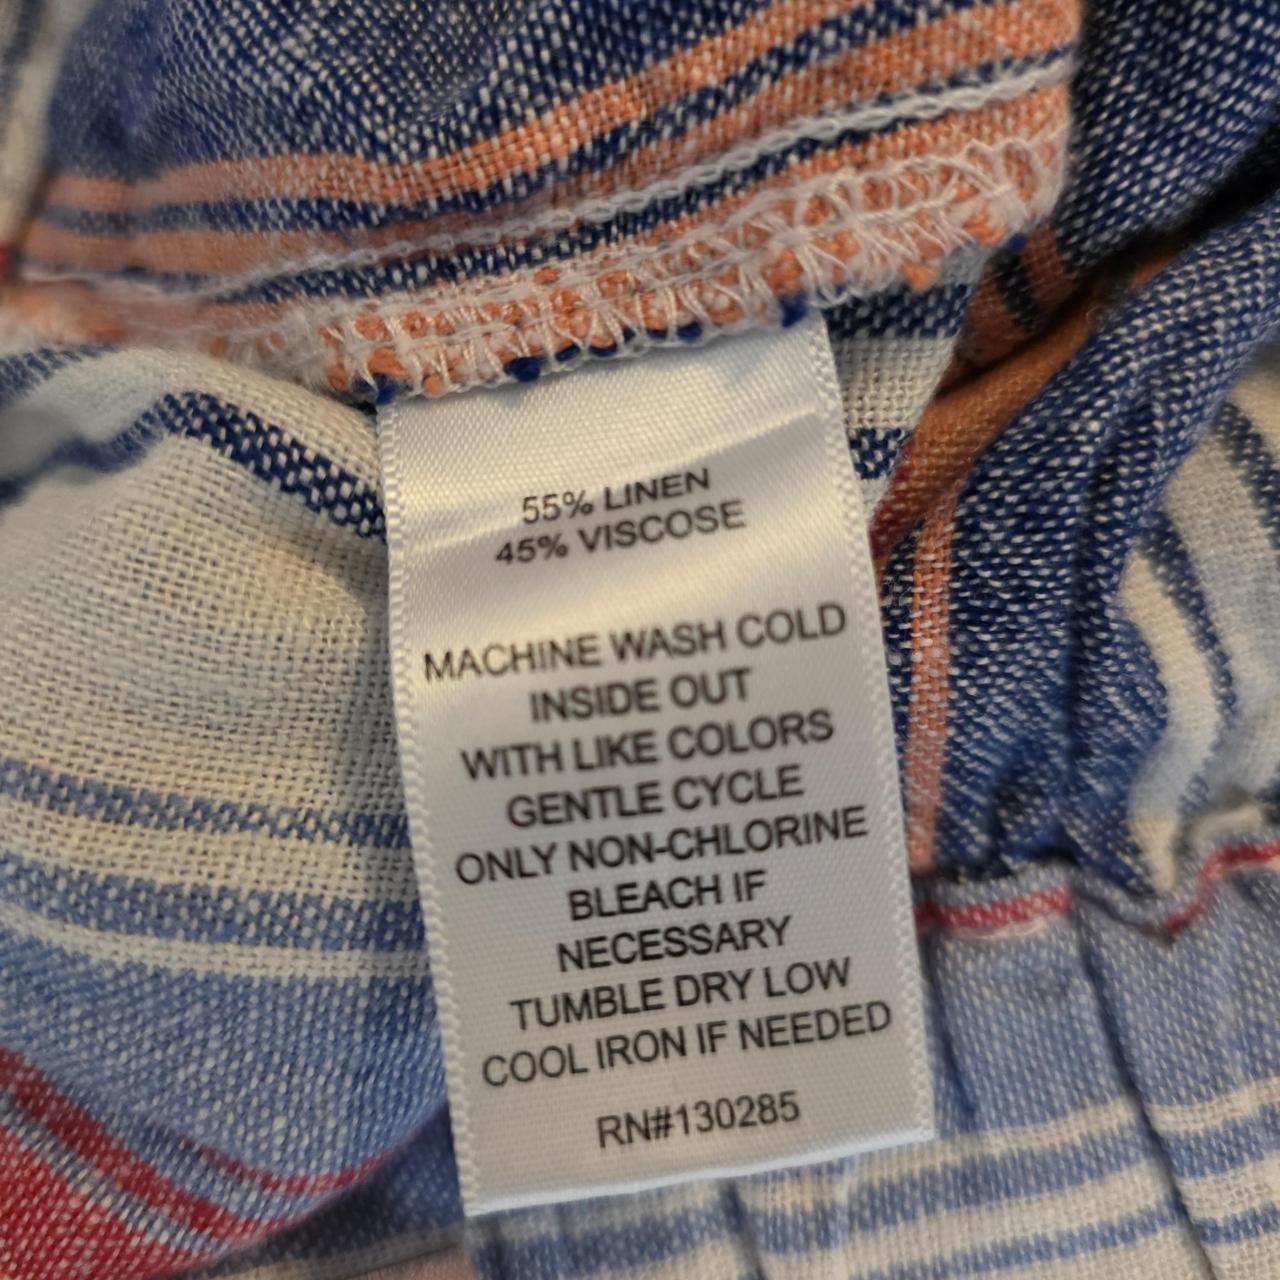 55% LINEN
45% VISCOSE
MACHINE WASH COLD
INSIDE OUT
WITH LIKE COLORS
GENTLE CYCLE
ONLY NON-CHLORINE
BLEACH IF
NECESSARY
TUMBLE DRY LOW
COOL IRON IF NEEDED
RN#130285